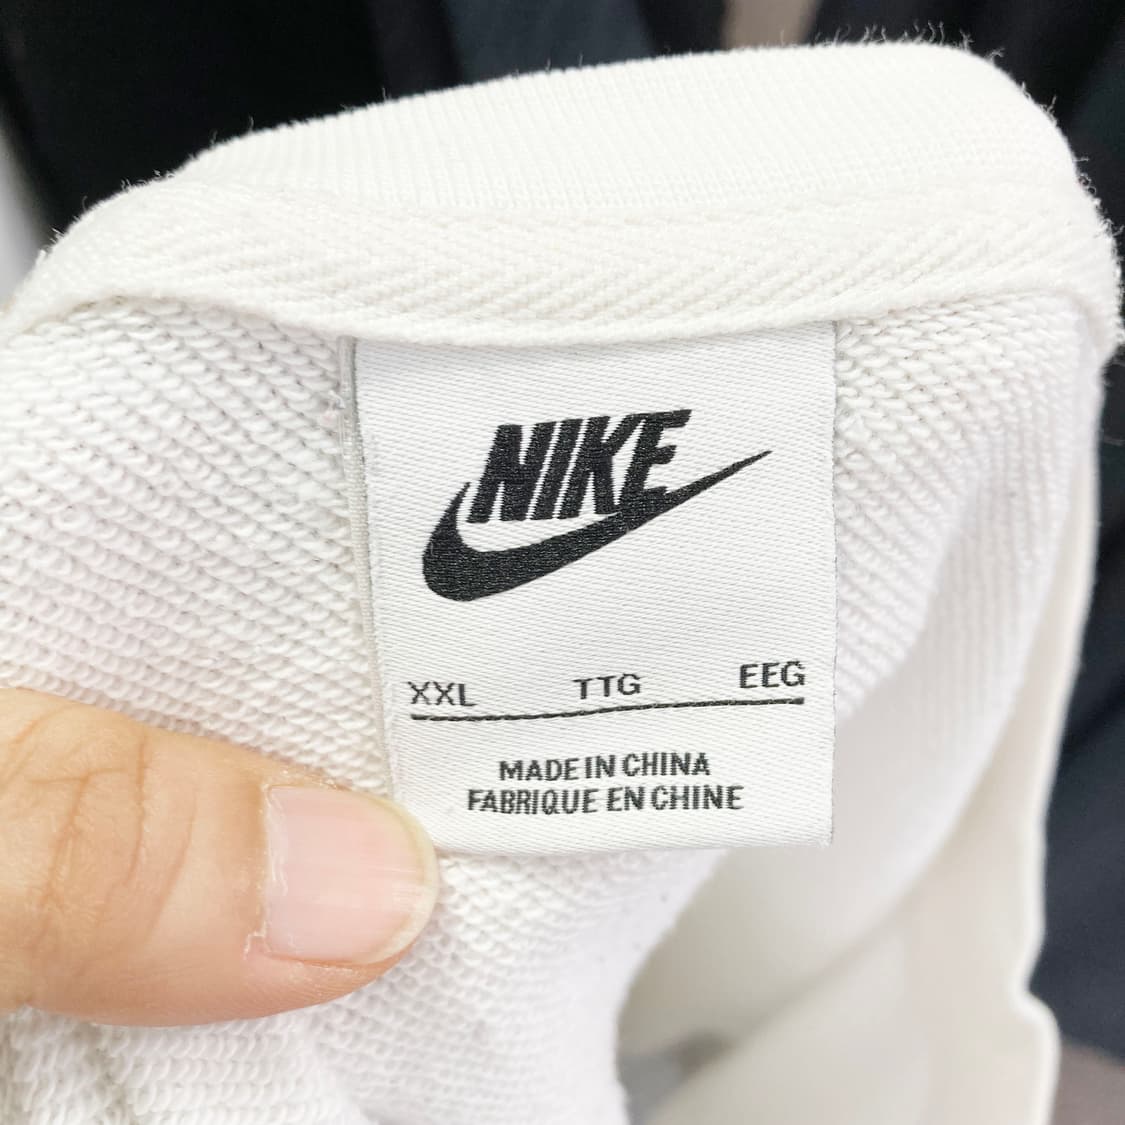 NIKE
XXL TTG EEG
MADE IN CHINA
FABRIQUE EN CHINE